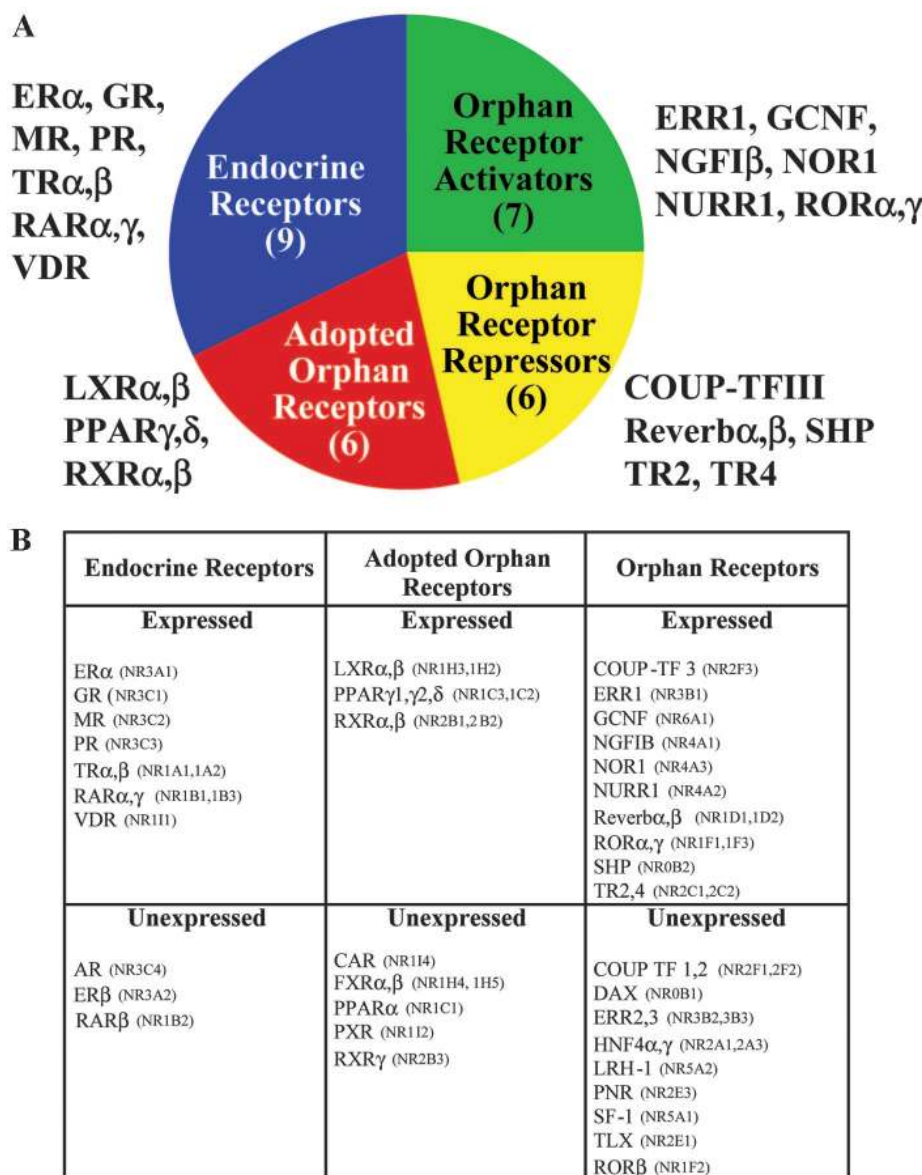 A
ERα, GR,
MR, PR,
TRα,β
RARα,γ,
VDR
Endocrine
Receptors
(9)
Orphan
Receptor
Activators
(7)
ERR1, GCNF,
NGFIβ, NOR1
NURR1, RORα,γ
LXRα,β
PPARγ,δ,
RXRα,β
Adopted
Orphan
Receptors
(6)
Orphan
Receptor
Repressors
(6)
COUP-TFIII
Reverbα,β, SHP
TR2, TR4
B
Endocrine Receptors
Adopted Orphan
Receptors
Orphan Receptors
Expressed
ERα (NR3A1)
GR (NR3C1)
MR (NR3C2)
PR (NR3C3)
TRα,β (NR1A1,1A2)
RARα,γ (NR1B1,1B3)
VDR (NR1I1)
Expressed
LXRα,β (NR1H3,1H2)
PPARγ1,γ2,δ (NR1C3,1C2)
RXRα,β (NR2B1,2B2)
Expressed
COUP-TF 3 (NR2F3)
ERR1 (NR3B1)
GCNF (NR6A1)
NGFIB (NR4A1)
NOR1 (NR4A3)
NURR1 (NR4A2)
Reverbα,β (NR1D1,1D2)
RORα,γ (NR1F1,1F3)
SHP (NR0B2)
TR2,4 (NR2C1,2C2)
Unexpressed
AR (NR3C4)
ERβ (NR3A2)
RARβ (NR1B2)
Unexpressed
CAR (NR1I4)
FXRα,β (NR1H4, 1H5)
PPARα (NR1C1)
PXR (NR1I2)
RXRγ (NR2B3)
Unexpressed
COUP TF 1,2 (NR2F1,2F2)
DAX (NR0B1)
ERR2,3 (NR3B2,3B3)
HNF4α,γ (NR2A1,2A3)
LRH-1 (NR5A2)
PNR (NR2E3)
SF-1 (NR5A1)
TLX (NR2E1)
RORβ (NR1F2)